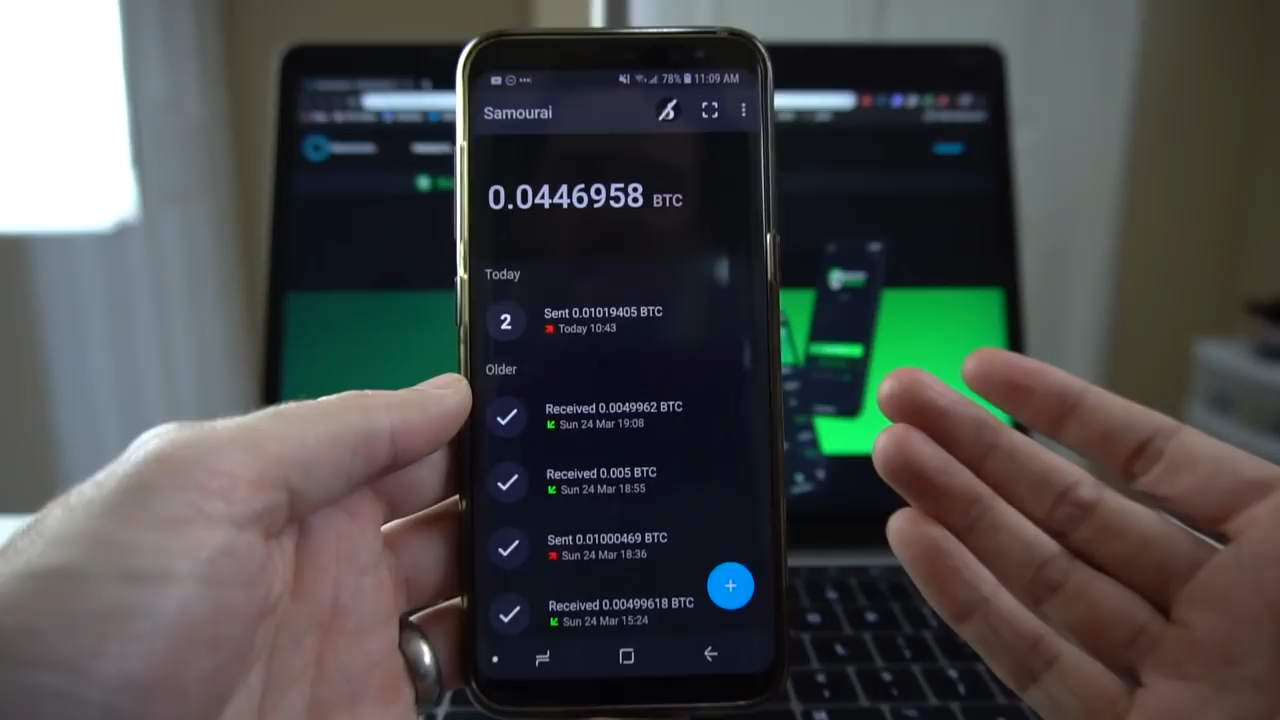 78% 11:09 AM
Samourai
0.0446958 BTC
Today
2
Sent 0.01019405 BTC
Today 10:43
Older
Received 0.0049962 BTC
Sun 24 Mar 19:08
Received 0.005 BTC
Sun 24 Mar 18:55
Sent 0.01000469 BTC
Sun 24 Mar 18:36
Received 0.00499618 BTC
Sun 24 Mar 15:24